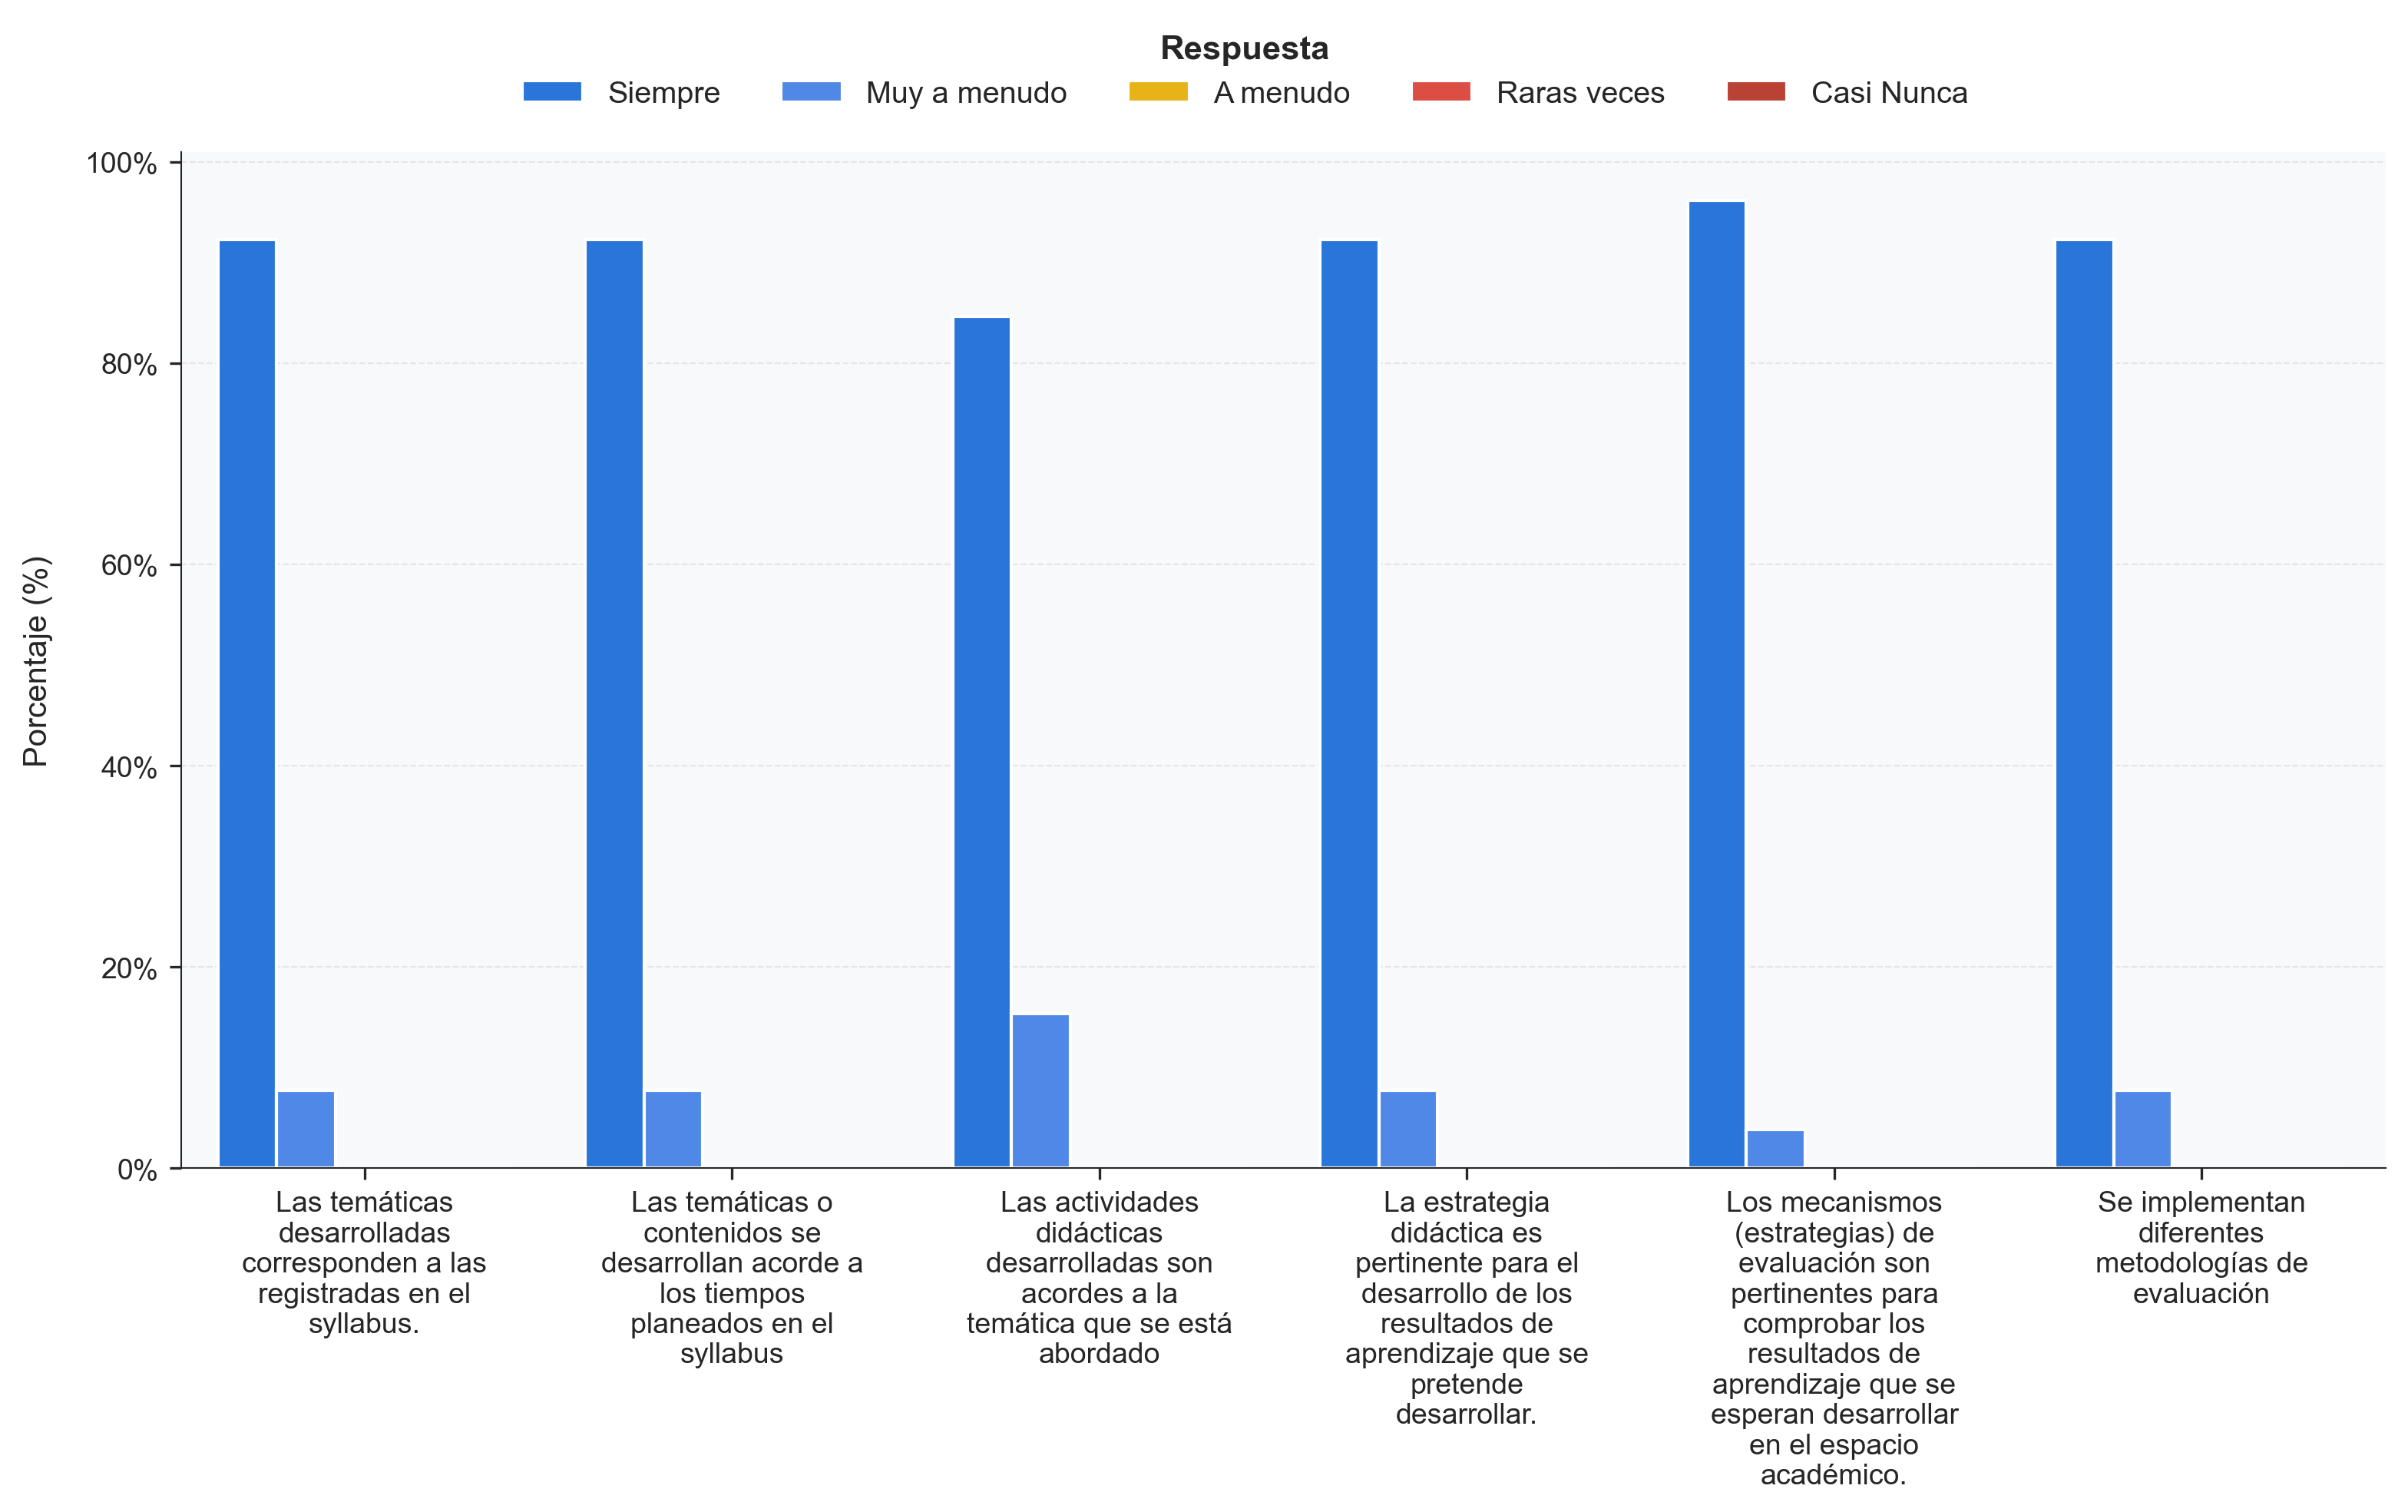 Respuesta
Siempre
Muy a menudo
A menudo
Raras veces
Casi Nunca
Porcentaje (%)
100%
80%
60%
40%
20%
0%
Las temáticas
desarrolladas
corresponden a las
registradas en el
syllabus.
Las temáticas o
contenidos se
desarrollan acorde a
los tiempos
planeados en el
syllabus
Las actividades
didácticas
desarrolladas son
acordes a la
temática que se está
abordado
La estrategia
didáctica es
pertinente para el
desarrollo de los
resultados de
aprendizaje que se
pretende
desarrollar.
Los mecanismos
(estrategias) de
evaluación son
pertinentes para
comprobar los
resultados de
aprendizaje que se
esperan desarrollar
en el espacio
académico.
Se implementan
diferentes
metodologías de
evaluación